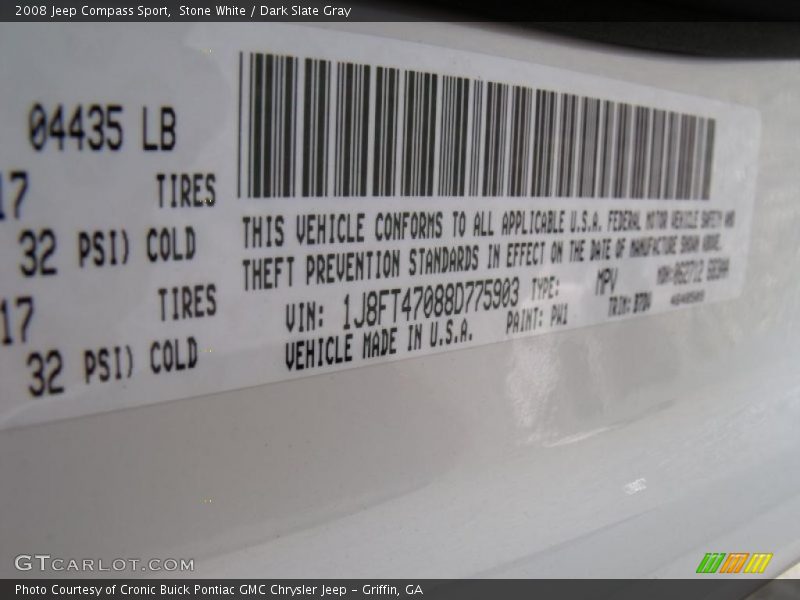 2008 Jeep Compass Sport,  Stone White / Dark Slate Gray
04435 LB
17 TIRES
32 PSI) COLD
17 TIRES
32 PSI) COLD
THIS VEHICLE CONFORMS TO ALL APPLICABLE U.S.A. FEDERAL MOTOR VEHICLE SAFETY AND
THEFT PREVENTION STANDARDS IN EFFECT ON THE DATE OF MANUFACTURE SHOWN ABOVE.
VIN: 1J8FT47088D775903 TYPE: MPV
VEHICLE MADE IN U.S.A. PAINT: PW1 TRIM:
GTCARLOT.COM
Photo Courtesy of Cronic Buick Pontiac GMC Chrysler Jeep - Griffin, GA